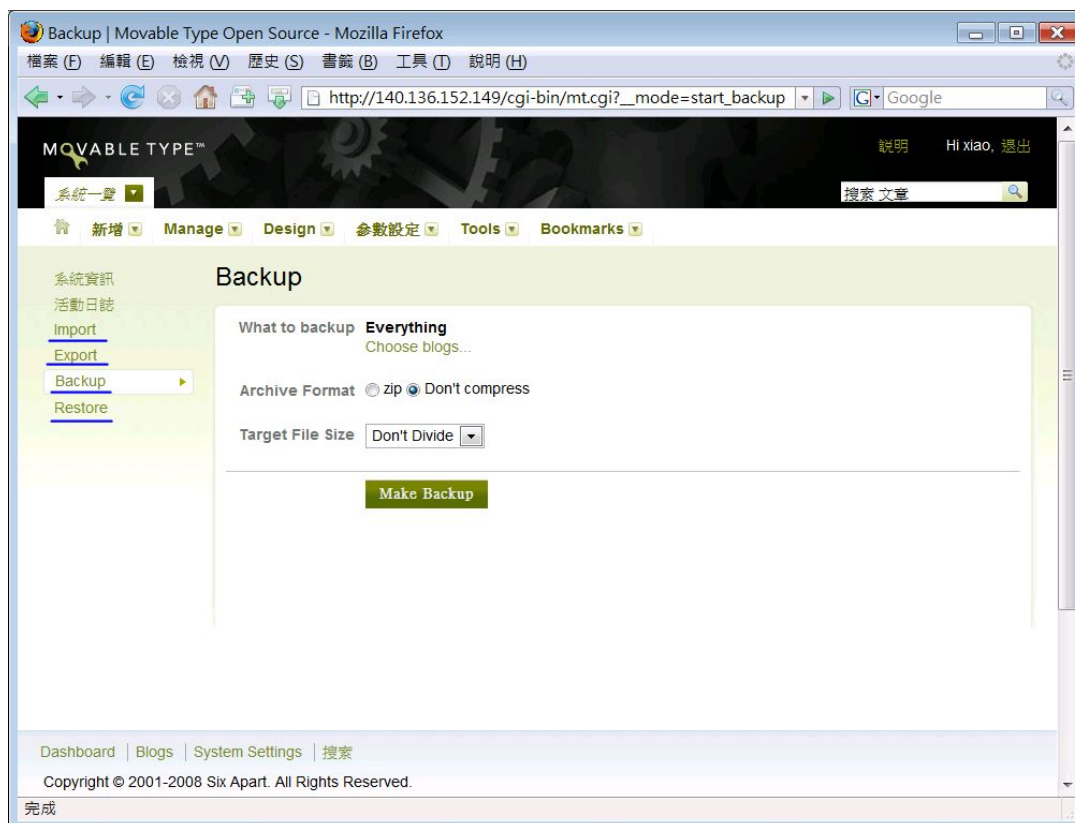 Backup | Movable Type Open Source - Mozilla Firefox
檔案 (F) 編輯 (E) 檢視 (V) 歷史 (S) 書籤 (B) 工具 (T) 說明 (H)
http://140.136.152.149/cgi-bin/mt.cgi?__mode=start_backup G Google
MOVABLE TYPE™ 說明 Hi xiao, 退出
系統一覽 搜索 文章
新增 Manage Design 參數設定 Tools Bookmarks
系統資訊
活動日誌
Import
Export
Backup
Restore
Backup
What to backup Everything
Choose blogs...
Archive Format zip Don't compress
Target File Size Don't Divide
Make Backup
Dashboard | Blogs | System Settings | 搜索
Copyright © 2001-2008 Six Apart. All Rights Reserved.
完成